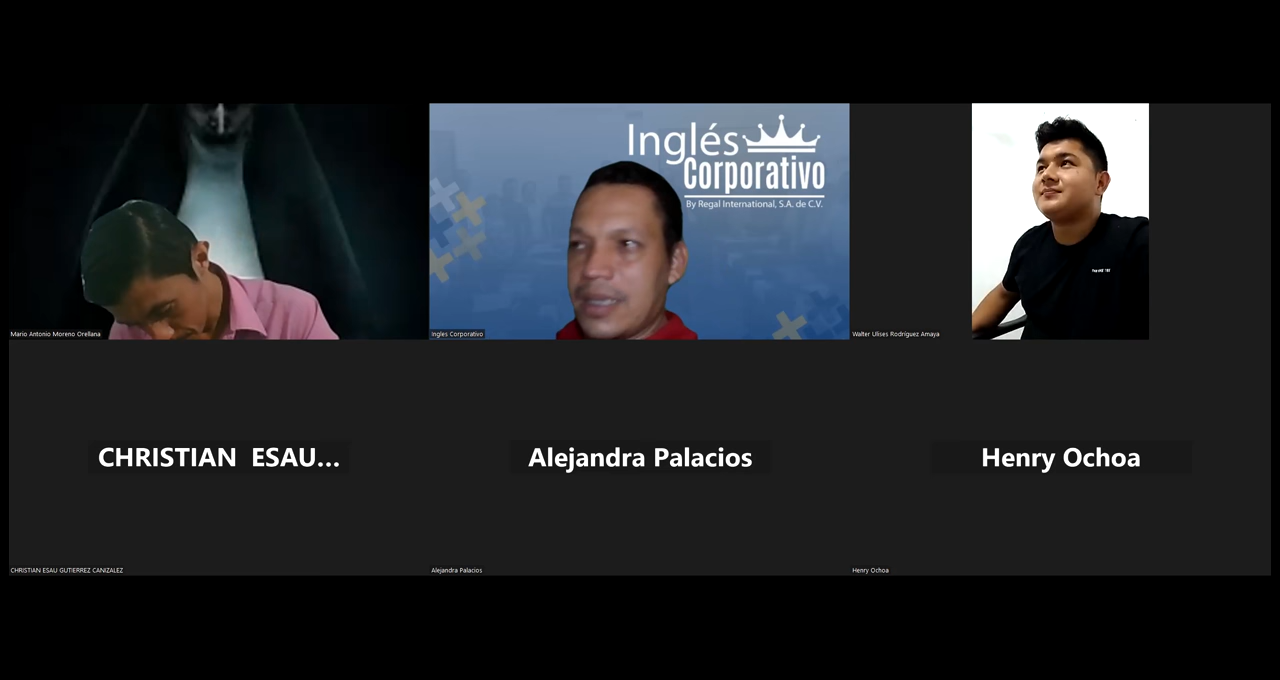 Inglés
Corporativo
By Regal International, S.A. de C.V.
Mario Antonio Moreno Orellana
Ingles Corporativo
Walter Ulises Rodríguez Amaya
CHRISTIAN ESAU...
Alejandra Palacios
Henry Ochoa
CHRISTIAN ESAU GUTIERREZ CANIZALEZ
Alejandra Palacios
Henry Ochoa